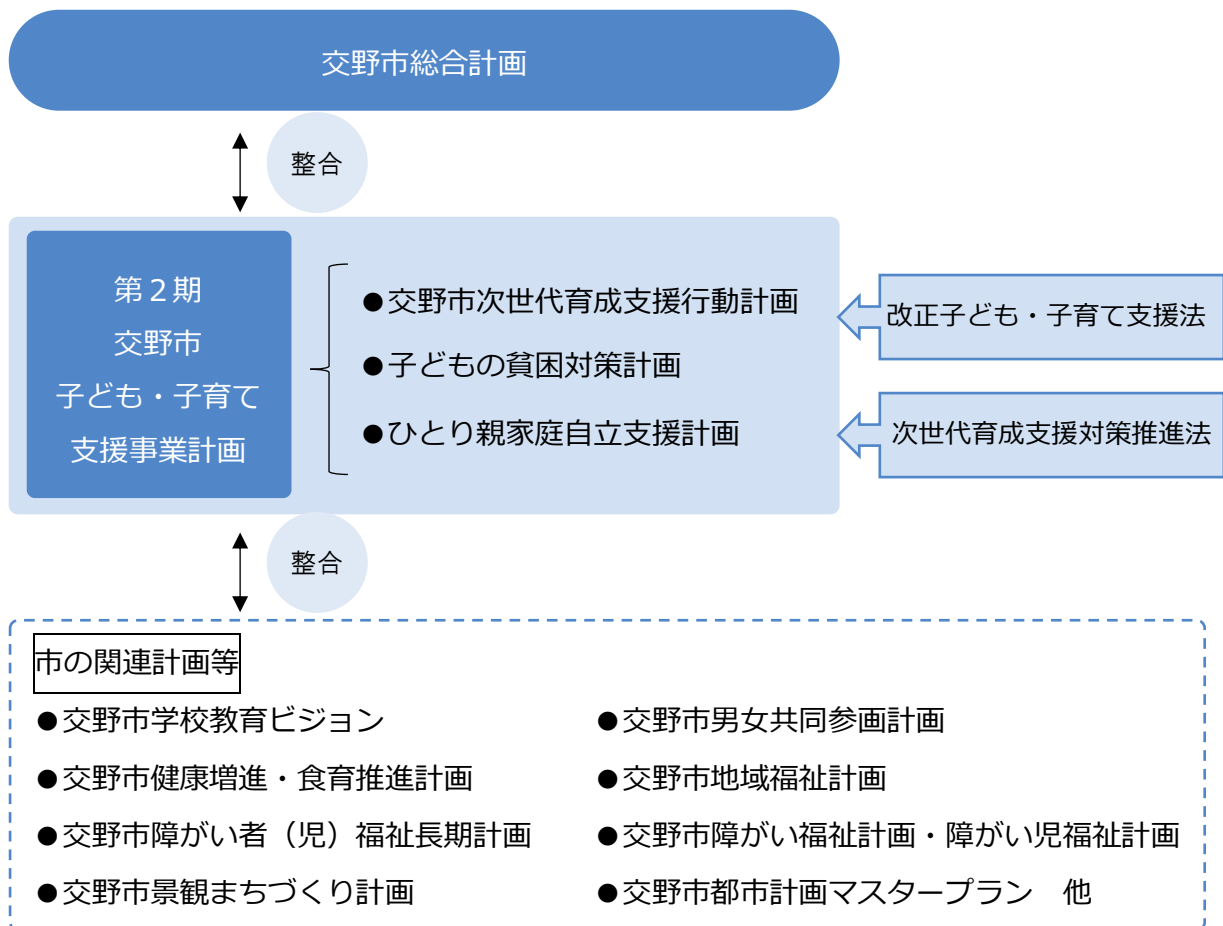 交野市総合計画
整合
第２期
交野市
子ども・子育て
支援事業計画
●交野市次世代育成支援行動計画
●子どもの貧困対策計画
●ひとり親家庭自立支援計画
改正子ども・子育て支援法
次世代育成支援対策推進法
整合
市の関連計画等
●交野市学校教育ビジョン
●交野市男女共同参画計画
●交野市健康増進・食育推進計画
●交野市地域福祉計画
●交野市障がい者（児）福祉長期計画
●交野市障がい福祉計画・障がい児福祉計画
●交野市景観まちづくり計画
●交野市都市計画マスタープラン　他